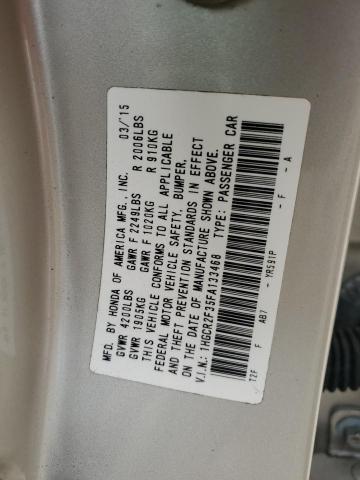 MFD. BY HONDA OF AMERICA MFG., INC. 03/15
GVWR 4200LBS GAWR F 2249LBS R 2006LBS
GVWR 1905KG GAWR F 1020KG R 910KG
THIS VEHICLE CONFORMS TO ALL APPLICABLE
FEDERAL MOTOR VEHICLE SAFETY, BUMPER,
AND THEFT PREVENTION STANDARDS IN EFFECT
ON THE DATE OF MANUFACTURE SHOWN ABOVE.
V.I.N.: 1HGCR2F35FA133468 TYPE: PASSENGER CAR
T2F AB7 - YR591P - -
F F A